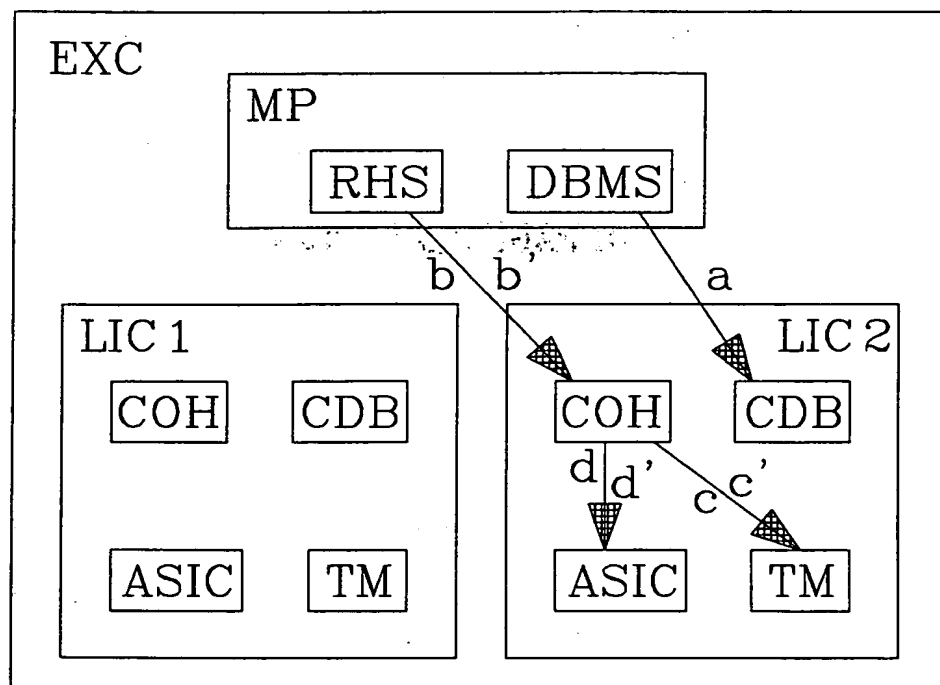 EXC
MP
RHS DBMS
b b' a
LIC 1 LIC 2
COH CDB COH CDB
d d' c c'
ASIC TM ASIC TM